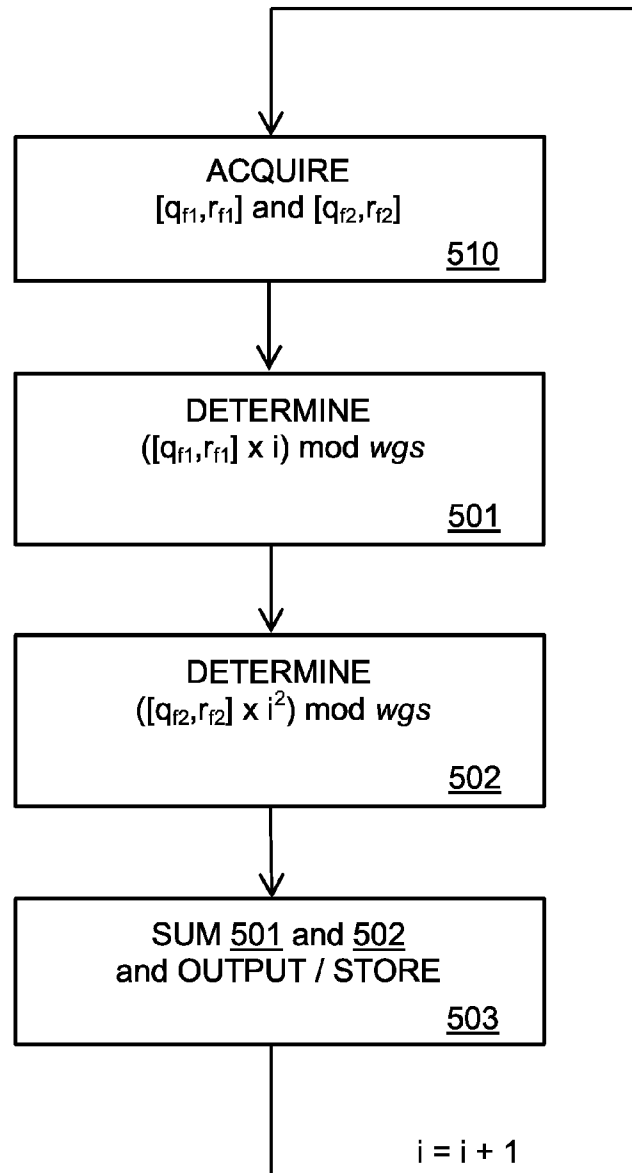 ACQUIRE
[qf1,rf1] and [qf2,rf2]
510
DETERMINE
([qf1,rf1] x i) mod wgs
501
DETERMINE
([qf2,rf2] x i²) mod wgs
502
SUM 501 and 502
and OUTPUT / STORE
503
i = i + 1